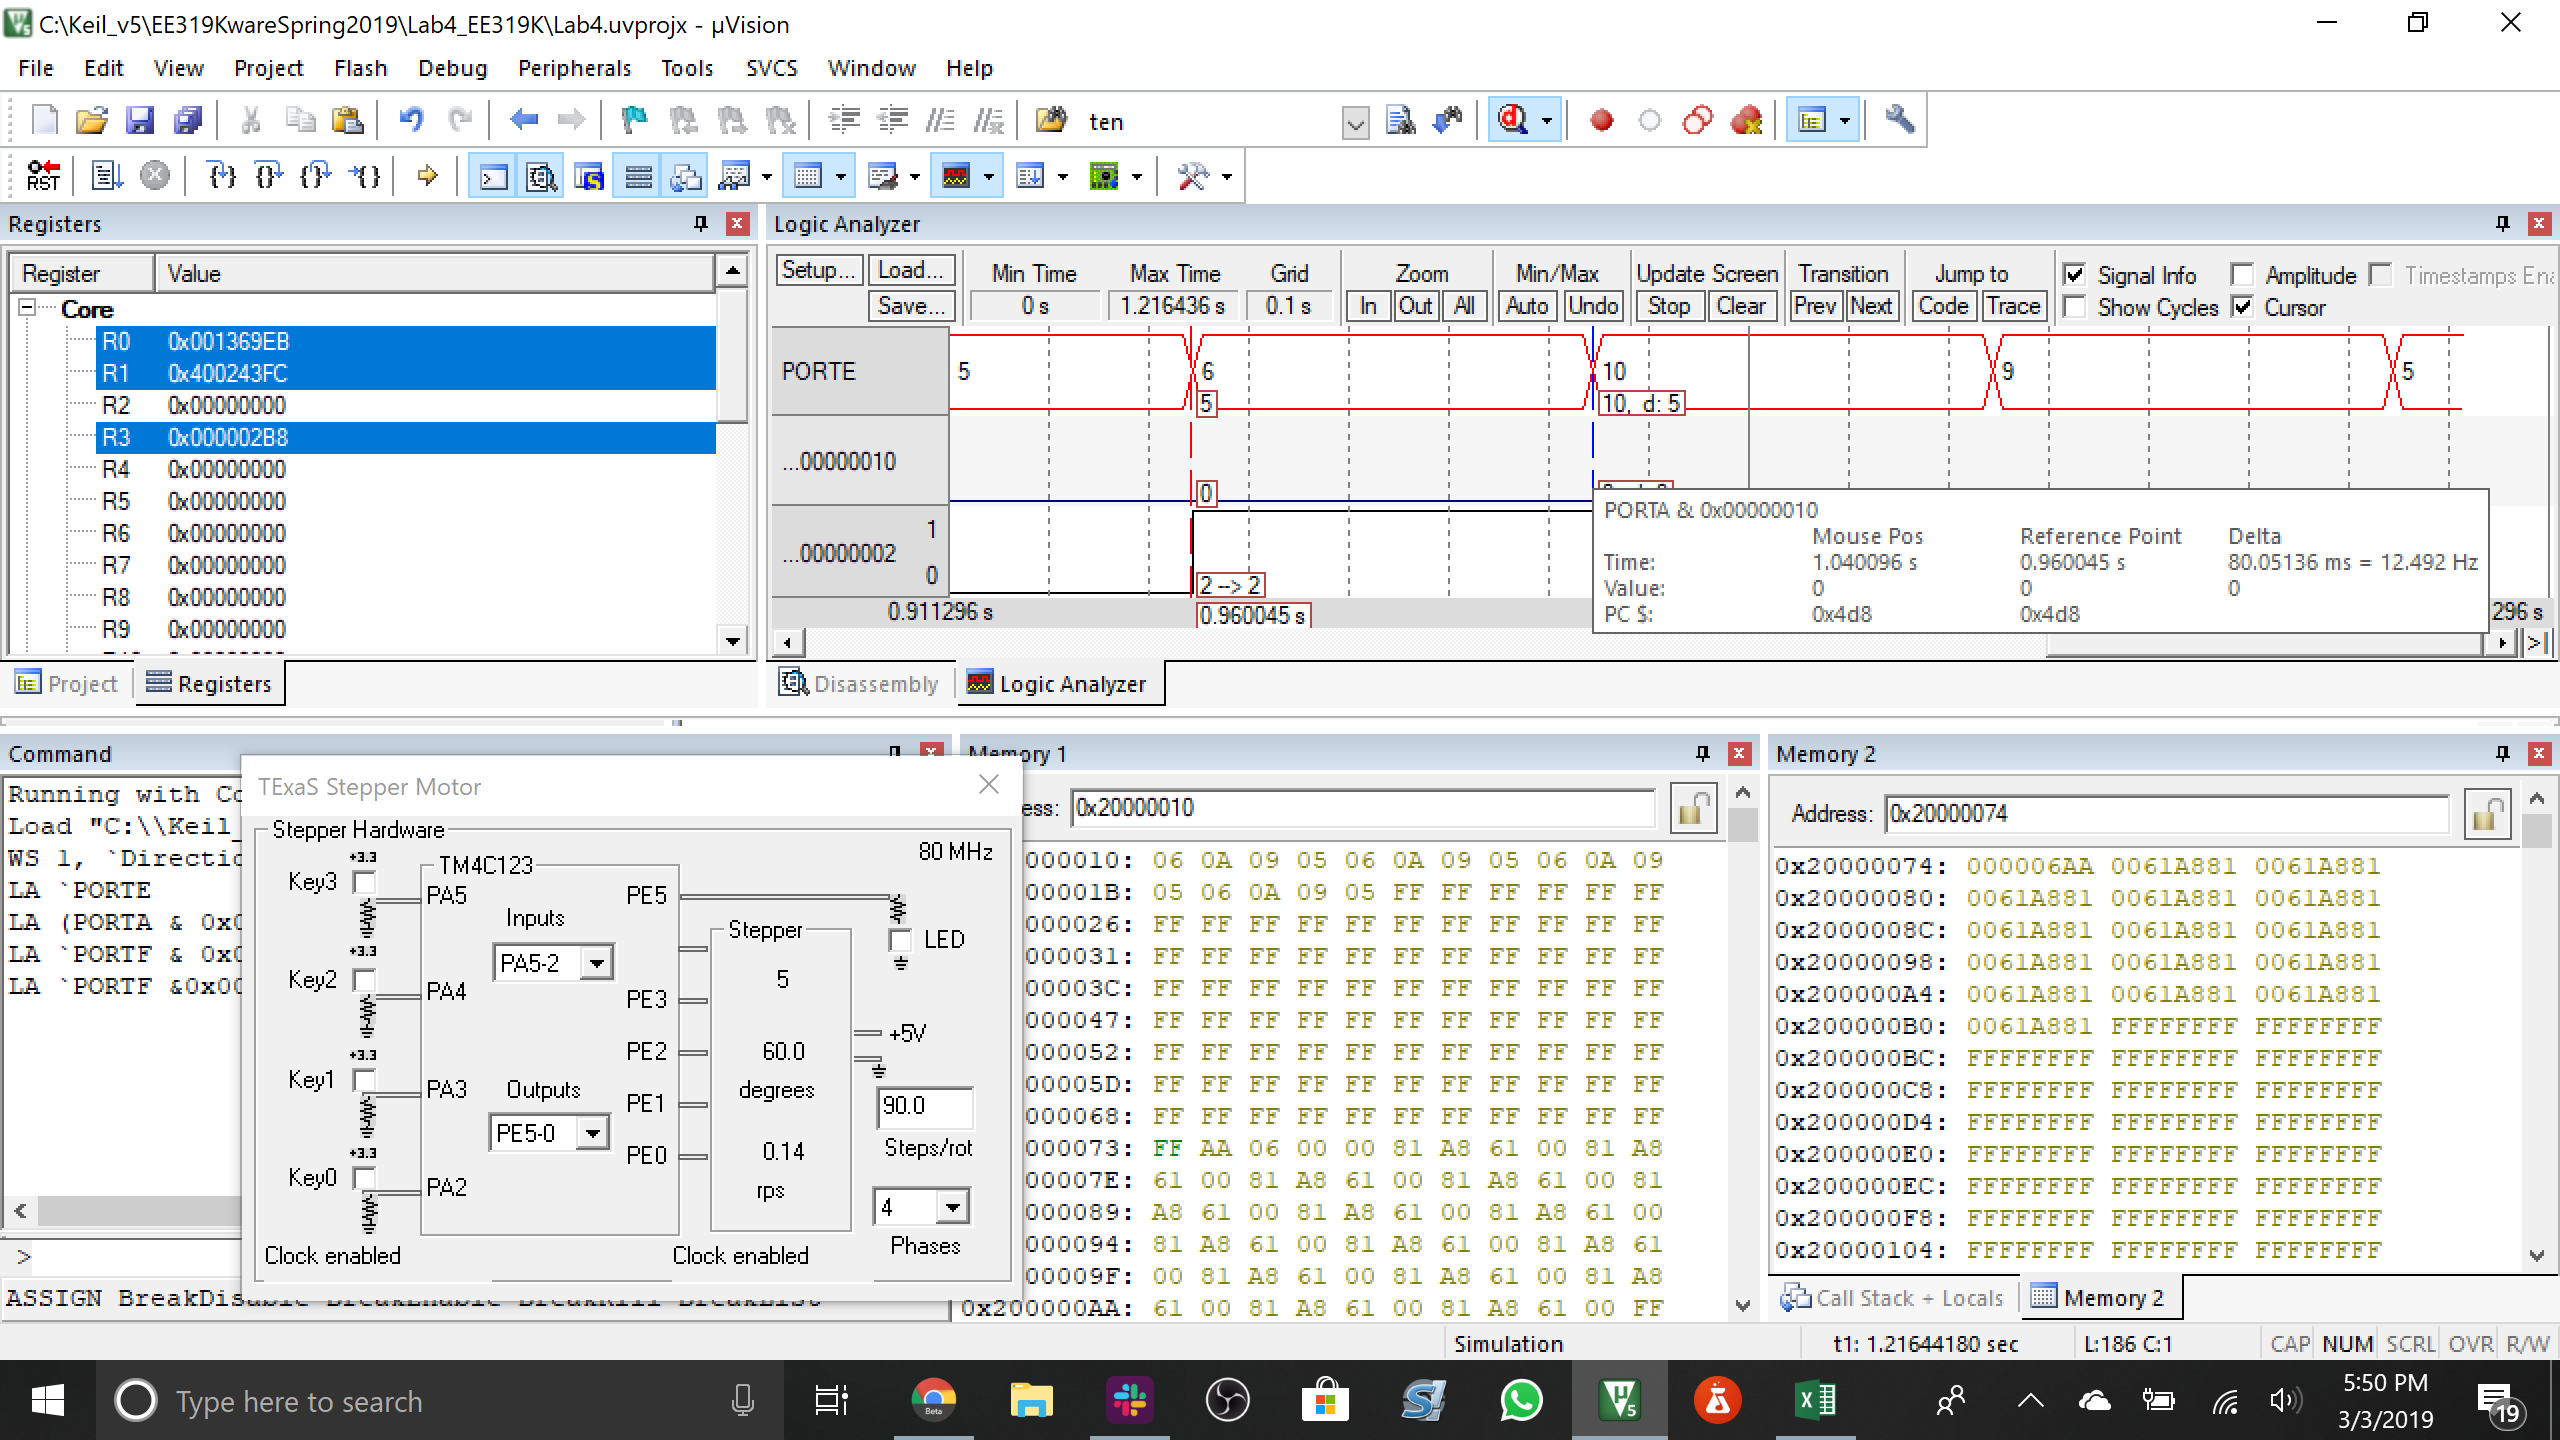 C:\Keil_v5\EE319KwareSpring2019\Lab4_EE319K\Lab4.uvprojx - µVision
File Edit View Project Flash Debug Peripherals Tools SVCS Window Help
ten
RST
Registers
Register Value
Core
R0 0x001369EB
R1 0x400243FC
R2 0x00000000
R3 0x000002B8
R4 0x00000000
R5 0x00000000
R6 0x00000000
R7 0x00000000
R8 0x00000000
R9 0x00000000
Project Registers
Logic Analyzer
Setup... Load... Min Time Max Time Grid Zoom Min/Max Update Screen Transition Jump to Signal Info Amplitude Timestamps Ena
Save... 0 s 1.216436 s 0.1 s In Out All Auto Undo Stop Clear Prev Next Code Trace Show Cycles Cursor
PORTE 5 6 10 9 5
5 10, d: 5
...00000010
0
1
...00000002
0
2 --> 2
0.911296 s 0.960045 s 296 s
PORTA & 0x00000010
Mouse Pos Reference Point Delta
Time: 1.040096 s 0.960045 s 80.05136 ms = 12.492 Hz
Value: 0 0 0
PC $: 0x4d8 0x4d8
Disassembly Logic Analyzer
Command
Running with Co
Load "C:\\Keil_
WS 1, `Directio
LA `PORTE
LA (PORTA & 0x0
LA `PORTF & 0x0
LA `PORTF &0x00
>
ASSIGN BreakDisable BreakEnable BreakKill BreakList
TExaS Stepper Motor
Stepper Hardware
80 MHz
+3.3
Key3 PA5
TM4C123
Inputs
PA5-2
PE5
LED
+3.3
Key2 PA4
Stepper
5
PE3
60.0
degrees
0.14
rps
+5V
PE2
+3.3
Key1 PA3
Outputs
PE5-0
PE1
PE0
90.0
Steps/rot
+3.3
Key0 PA2
4
Phases
Clock enabled Clock enabled
Memory 1
ess: 0x20000010
000010: 06 0A 09 05 06 0A 09 05 06 0A 09
00001B: 05 06 0A 09 05 FF FF FF FF FF FF
000026: FF FF FF FF FF FF FF FF FF FF FF
000031: FF FF FF FF FF FF FF FF FF FF FF
00003C: FF FF FF FF FF FF FF FF FF FF FF
000047: FF FF FF FF FF FF FF FF FF FF FF
000052: FF FF FF FF FF FF FF FF FF FF FF
00005D: FF FF FF FF FF FF FF FF FF FF FF
000068: FF FF FF FF FF FF FF FF FF FF FF
000073: FF AA 06 00 00 81 A8 61 00 81 A8
00007E: 61 00 81 A8 61 00 81 A8 61 00 81
000089: A8 61 00 81 A8 61 00 81 A8 61 00
000094: 81 A8 61 00 81 A8 61 00 81 A8 61
00009F: 00 81 A8 61 00 81 A8 61 00 81 A8
0x200000AA: 61 00 81 A8 61 00 81 A8 61 00 FF
Memory 2
Address: 0x20000074
0x20000074: 000006AA 0061A881 0061A881
0x20000080: 0061A881 0061A881 0061A881
0x2000008C: 0061A881 0061A881 0061A881
0x20000098: 0061A881 0061A881 0061A881
0x200000A4: 0061A881 0061A881 0061A881
0x200000B0: 0061A881 FFFFFFFF FFFFFFFF
0x200000BC: FFFFFFFF FFFFFFFF FFFFFFFF
0x200000C8: FFFFFFFF FFFFFFFF FFFFFFFF
0x200000D4: FFFFFFFF FFFFFFFF FFFFFFFF
0x200000E0: FFFFFFFF FFFFFFFF FFFFFFFF
0x200000EC: FFFFFFFF FFFFFFFF FFFFFFFF
0x200000F8: FFFFFFFF FFFFFFFF FFFFFFFF
0x20000104: FFFFFFFF FFFFFFFF FFFFFFFF
Call Stack + Locals Memory 2
Simulation t1: 1.21644180 sec L:186 C:1 CAP NUM SCRL OVR R/W
Type here to search
Beta
5:50 PM
3/3/2019
19